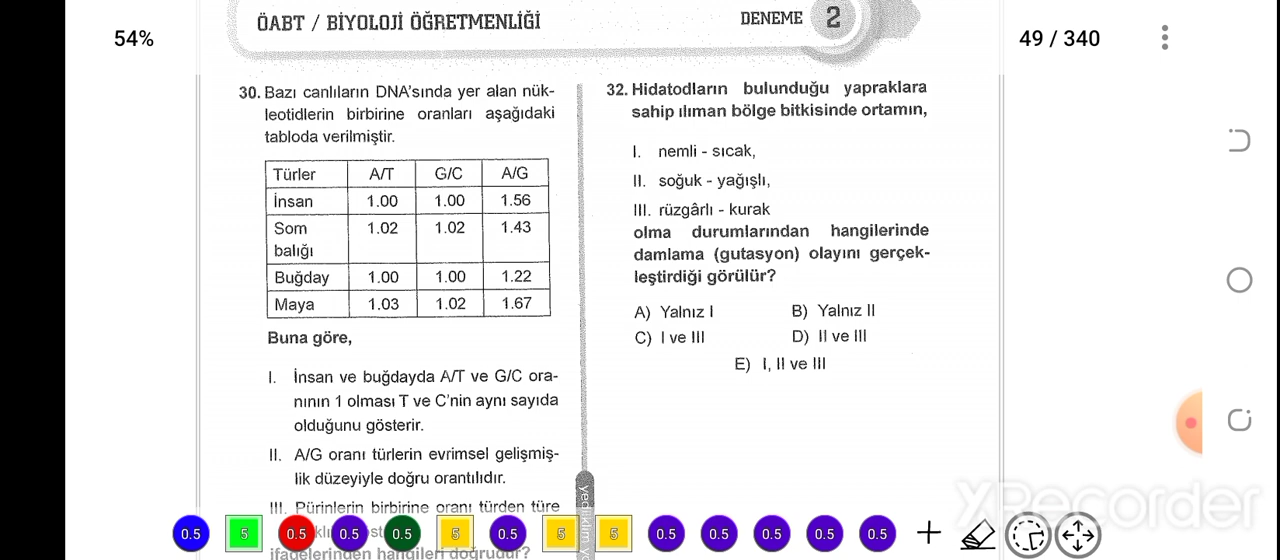 ÖABT / BİYOLOJİ ÖĞRETMENLİĞİ
DENEME 2
54%
49 / 340
30. Bazı canlıların DNA'sında yer alan nük-
leotidlerin birbirine oranları aşağıdaki
tabloda verilmiştir.
Türler A/T G/C A/G
İnsan 1.00 1.00 1.56
Som balığı 1.02 1.02 1.43
Buğday 1.00 1.00 1.22
Maya 1.03 1.02 1.67
Buna göre,
I. İnsan ve buğdayda A/T ve G/C ora-
nının 1 olması T ve C'nin aynı sayıda
olduğunu gösterir.
II. A/G oranı türlerin evrimsel gelişmiş-
lik düzeyiyle doğru orantılıdır.
III. Pürinlerin birbirine oranı türden türe
ifadelerinden hangileri doğrudur?
32. Hidatodların bulunduğu yapraklara
sahip ılıman bölge bitkisinde ortamın,
I. nemli - sıcak,
II. soğuk - yağışlı,
III. rüzgârlı - kurak
olma durumlarından hangilerinde
damlama (gutasyon) olayını gerçek-
leştirdiği görülür?
A) Yalnız I B) Yalnız II
C) I ve III D) II ve III
E) I, II ve III
0.5 5 0.5 0.5 0.5 5 0.5 5 5 0.5 0.5 0.5 0.5 0.5
XRecorder